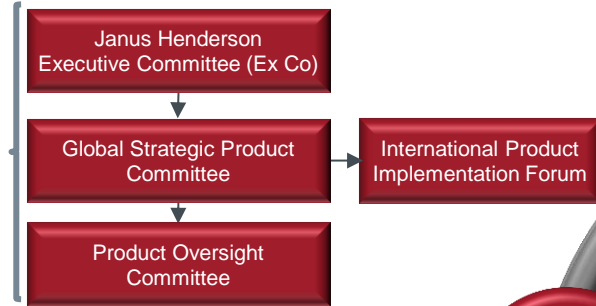 Janus Henderson
Executive Committee (Ex Co)
Global Strategic Product
Committee
International Product
Implementation Forum
Product Oversight
Committee